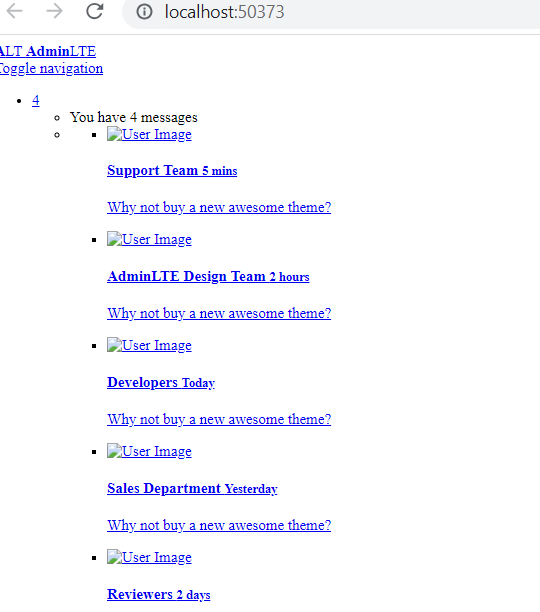 localhost:50373
ALT AdminLTE
Toggle navigation
4
You have 4 messages
User Image
Support Team 5 mins
Why not buy a new awesome theme?
User Image
AdminLTE Design Team 2 hours
Why not buy a new awesome theme?
User Image
Developers Today
Why not buy a new awesome theme?
User Image
Sales Department Yesterday
Why not buy a new awesome theme?
User Image
Reviewers 2 days